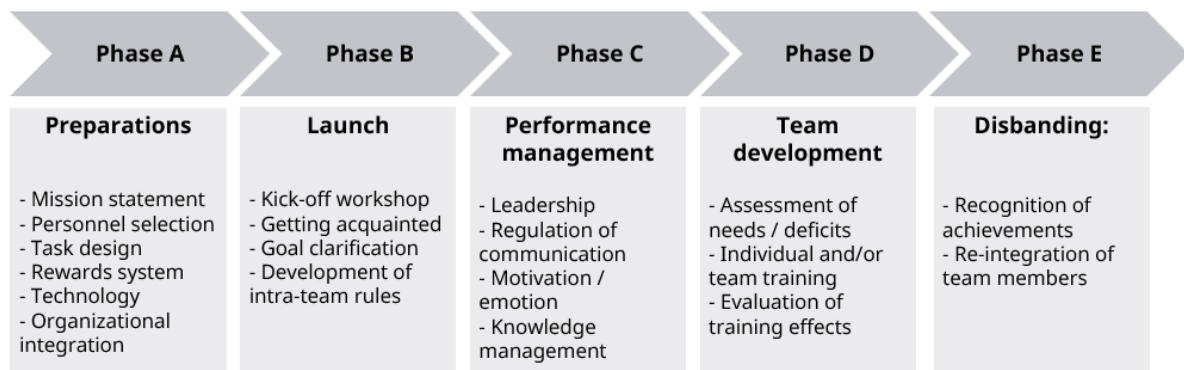 Phase A
Phase B
Phase C
Phase D
Phase E
Preparations
- Mission statement
- Personnel selection
- Task design
- Rewards system
- Technology
- Organizational
integration
Launch
- Kick-off workshop
- Getting acquainted
- Goal clarification
- Development of
intra-team rules
Performance
management
- Leadership
- Regulation of
communication
- Motivation /
emotion
- Knowledge
management
Team
development
- Assessment of
needs / deficits
- Individual and/or
team training
- Evaluation of
training effects
Disbanding:
- Recognition of
achievements
- Re-integration of
team members